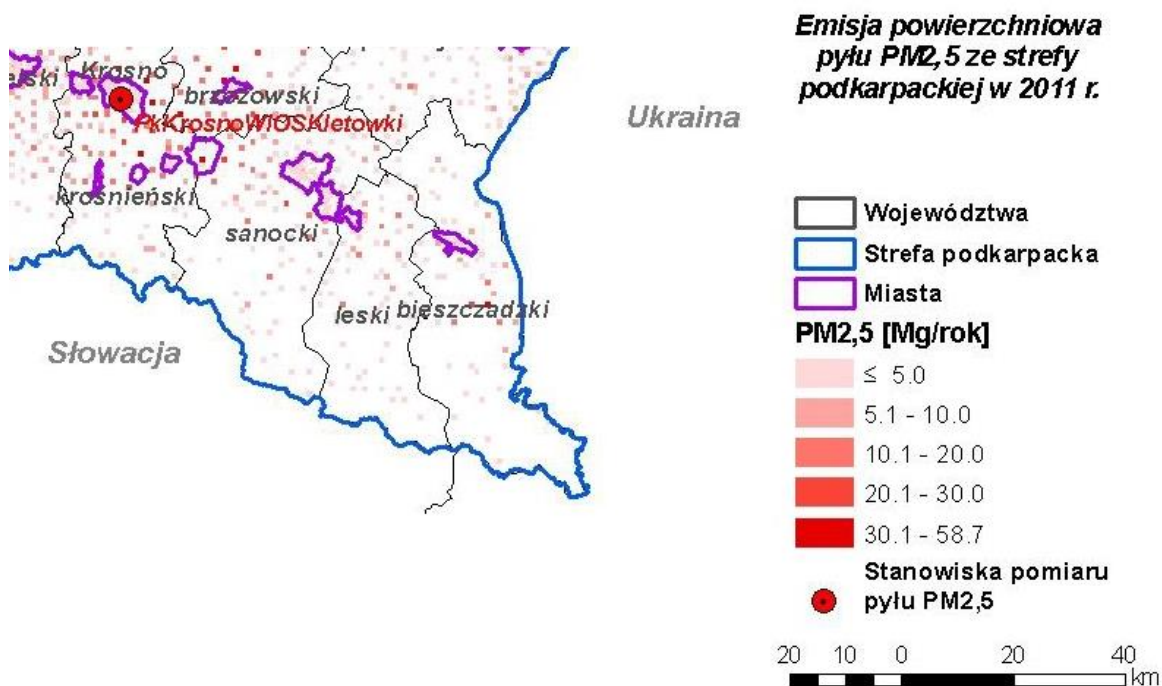 Emisja powierzchniowa
pyłu PM2,5 ze strefy
podkarpackiej w 2011 r.
Krosno
brzozowski
PkKrosnoWIOSKletowki
Ukraina
krośnieński
sanocki
leski
bieszczadzki
Słowacja
Województwa
Strefa podkarpacka
Miasta
PM2,5 [Mg/rok]
≤ 5.0
5.1 - 10.0
10.1 - 20.0
20.1 - 30.0
30.1 - 58.7
Stanowiska pomiaru
pyłu PM2,5
20 10 0 20 40
km